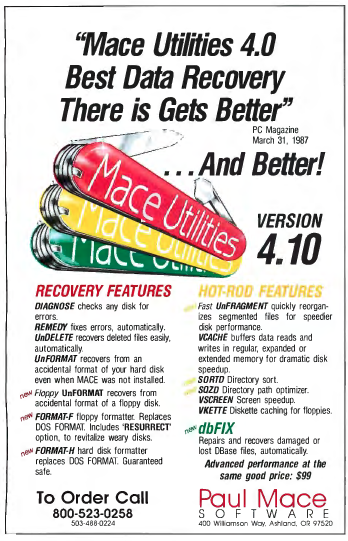 "Mace Utilities 4.0
Best Data Recovery
There is Gets Better"
PC Magazine
March 31, 1987
. . . And Better!
Mace Utilities
Mace Utilities
Mace Utilities
VERSION
4.10
RECOVERY FEATURES
DIAGNOSE checks any disk for
errors.
REMEDY fixes errors, automatically.
UnDELETE recovers deleted files easily,
automatically.
UnFORMAT recovers from an
accidental format of your hard disk
even when MACE was not installed.
new Floppy UnFORMAT recovers from
accidental format of a floppy disk.
new FORMAT-F floppy formatter. Replaces
DOS FORMAT. Includes 'RESURRECT'
option, to revitalize weary disks.
new FORMAT-H hard disk formatter
replaces DOS FORMAT. Guaranteed
safe.
HOT-ROD FEATURES
new Fast UnFRAGMENT quickly reorgan-
izes segmented files for speedier
disk performance.
VCACHE buffers data reads and
writes in regular, expanded or
extended memory for dramatic disk
speedup.
new SORTD Directory sort.
new SQZD Directory path optimizer.
VSCREEN Screen speedup.
VKETTE Diskette caching for floppies.
new dbFIX
Repairs and recovers damaged or
lost DBase files, automatically.
Advanced performance at the
same good price: $99
To Order Call
800-523-0258
503-488-0224
Paul Mace
SOFTWARE
400 Williamson Way, Ashland, OR 97520